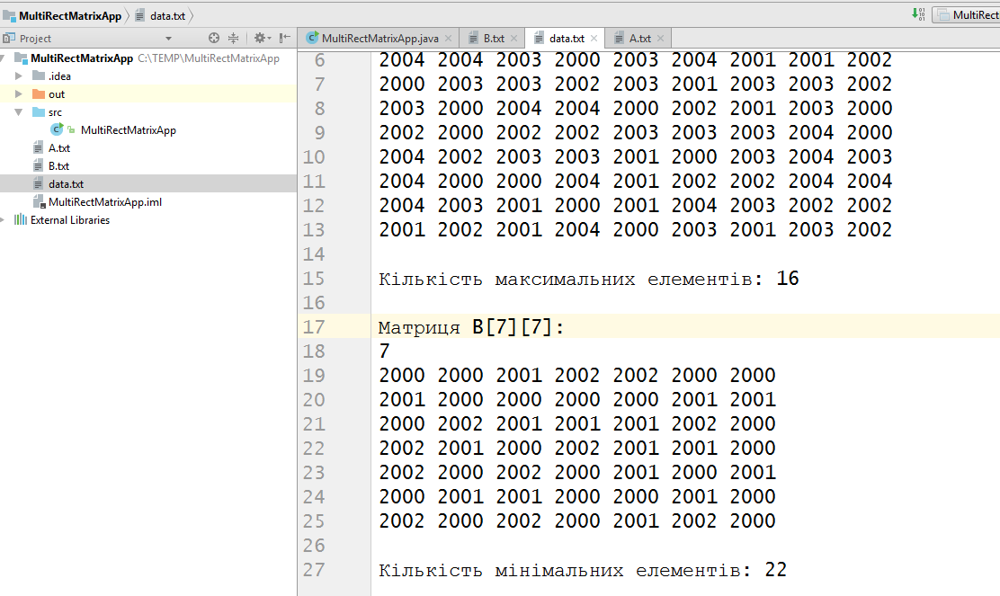 MultiRectMatrixApp data.txt MultiRect
Project MultiRectMatrixApp.java B.txt data.txt A.txt
MultiRectMatrixApp C:\TEMP\MultiRectMatrixApp
.idea
out
src
MultiRectMatrixApp
A.txt
B.txt
data.txt
MultiRectMatrixApp.iml
External Libraries
6 2004 2004 2003 2000 2003 2004 2001 2001 2002
7 2000 2003 2003 2002 2003 2001 2003 2003 2002
8 2003 2000 2004 2004 2000 2002 2001 2003 2000
9 2002 2000 2002 2002 2003 2003 2003 2004 2000
10 2004 2002 2003 2003 2001 2000 2003 2004 2003
11 2004 2000 2000 2004 2001 2002 2002 2004 2004
12 2004 2003 2001 2000 2001 2004 2003 2002 2002
13 2001 2002 2001 2004 2000 2003 2001 2003 2002
14
15 Кількість максимальних елементів: 16
16
17 Матриця B[7][7]:
18 7
19 2000 2000 2001 2002 2002 2000 2000
20 2001 2000 2000 2000 2000 2001 2001
21 2000 2002 2001 2001 2001 2002 2000
22 2002 2001 2000 2002 2001 2001 2000
23 2002 2000 2002 2000 2001 2000 2001
24 2000 2001 2001 2000 2000 2001 2000
25 2002 2000 2002 2000 2001 2002 2000
26
27 Кількість мінімальних елементів: 22